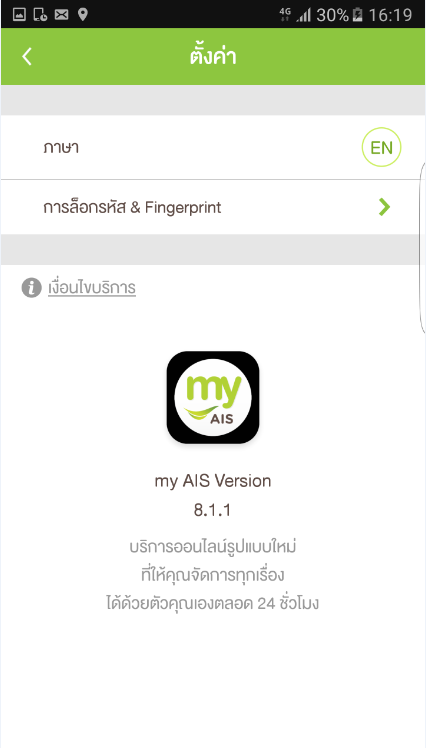 4G 30% 16:19
ตั้งค่า
ภาษา EN
การล็อกรหัส & Fingerprint
i เงื่อนไขบริการ
my
AIS
my AIS Version
8.1.1
บริการออนไลน์รูปแบบใหม่
ที่ให้คุณจัดการทุกเรื่อง
ได้ด้วยตัวคุณเองตลอด 24 ชั่วโมง